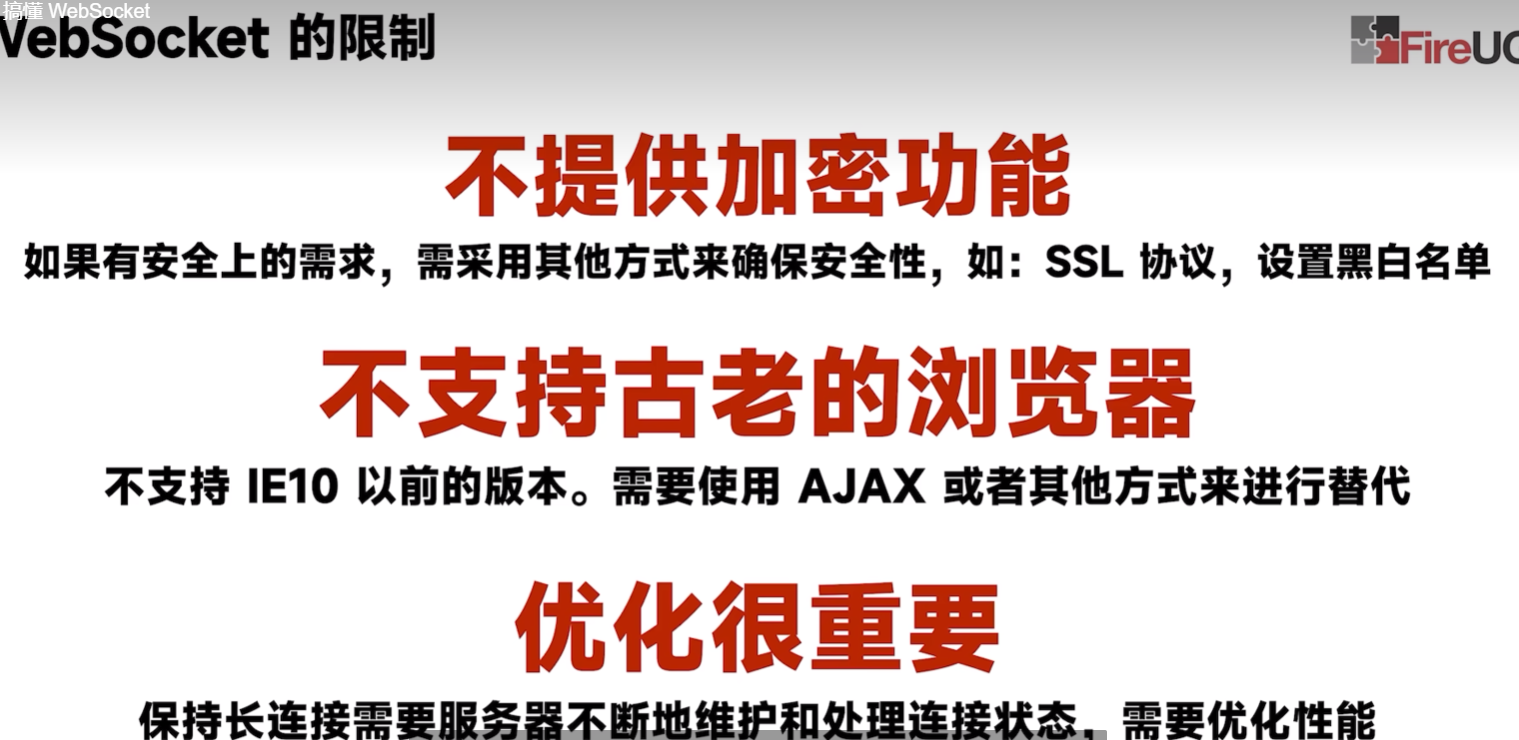 搞懂 WebSocket
WebSocket 的限制
FireUC
不提供加密功能
如果有安全上的需求，需采用其他方式来确保安全性，如：SSL 协议，设置黑白名单
不支持古老的浏览器
不支持 IE10 以前的版本。需要使用 AJAX 或者其他方式来进行替代
优化很重要
保持长连接需要服务器不断地维护和处理连接状态，需要优化性能